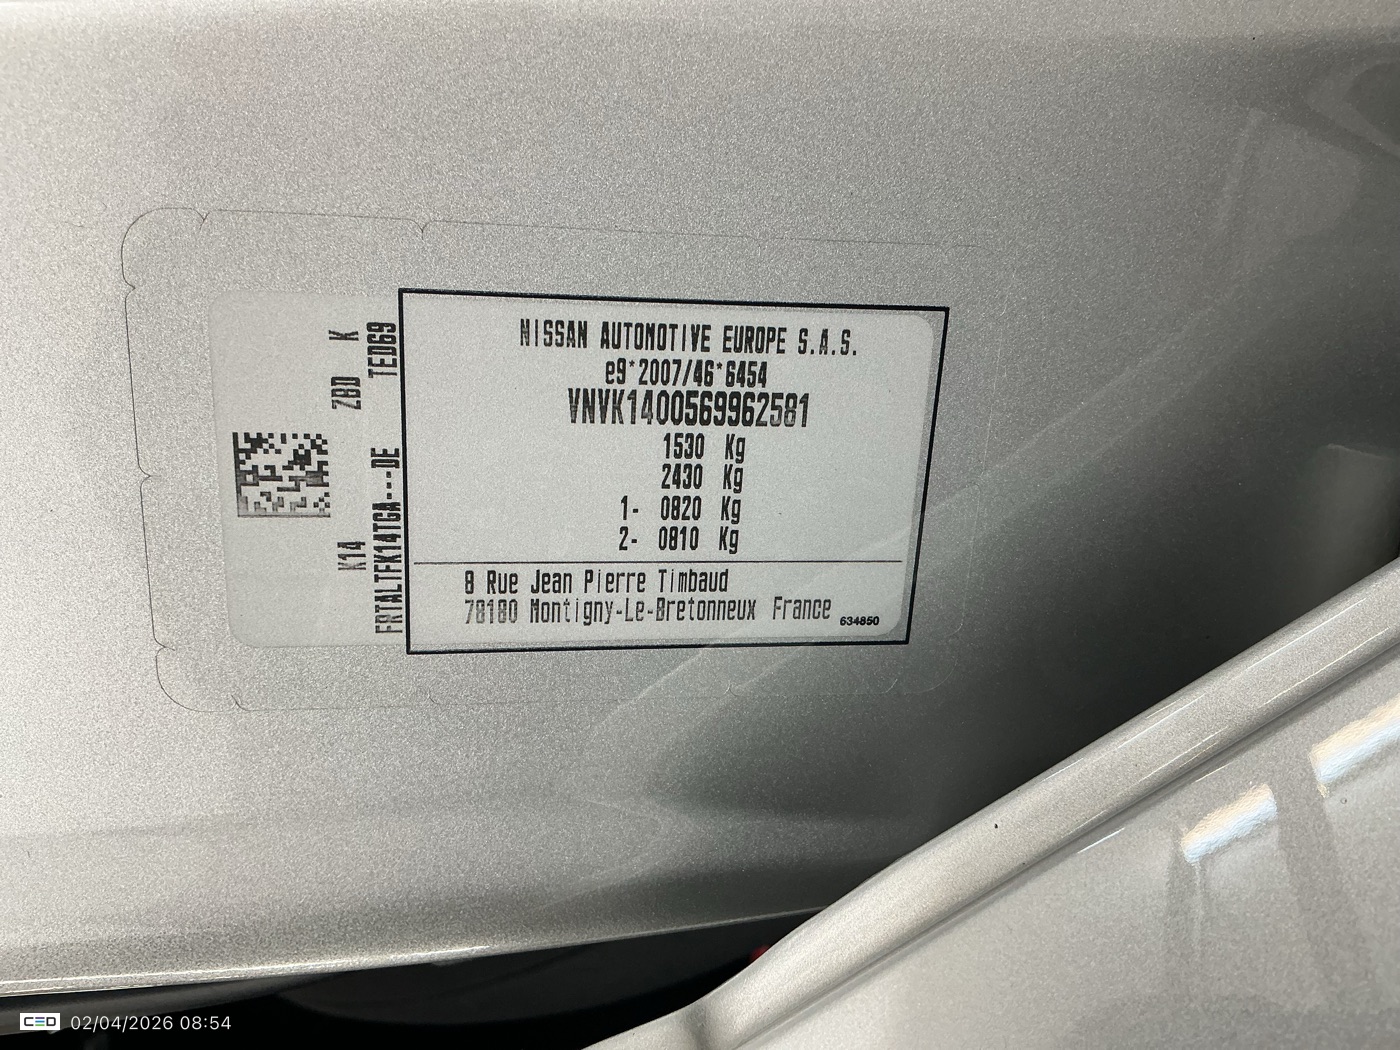 NISSAN AUTOMOTIVE EUROPE S.A.S.
e9*2007/46*6454
VNVK1400569962581
1530 Kg
2430 Kg
1- 0820 Kg
2- 0810 Kg
8 Rue Jean Pierre Timbaud
78180 Montigny-Le-Bretonneux France
634850
K14 ZBD K
FRTALTFK14TGA---DE TED69
CED 02/04/2026 08:54